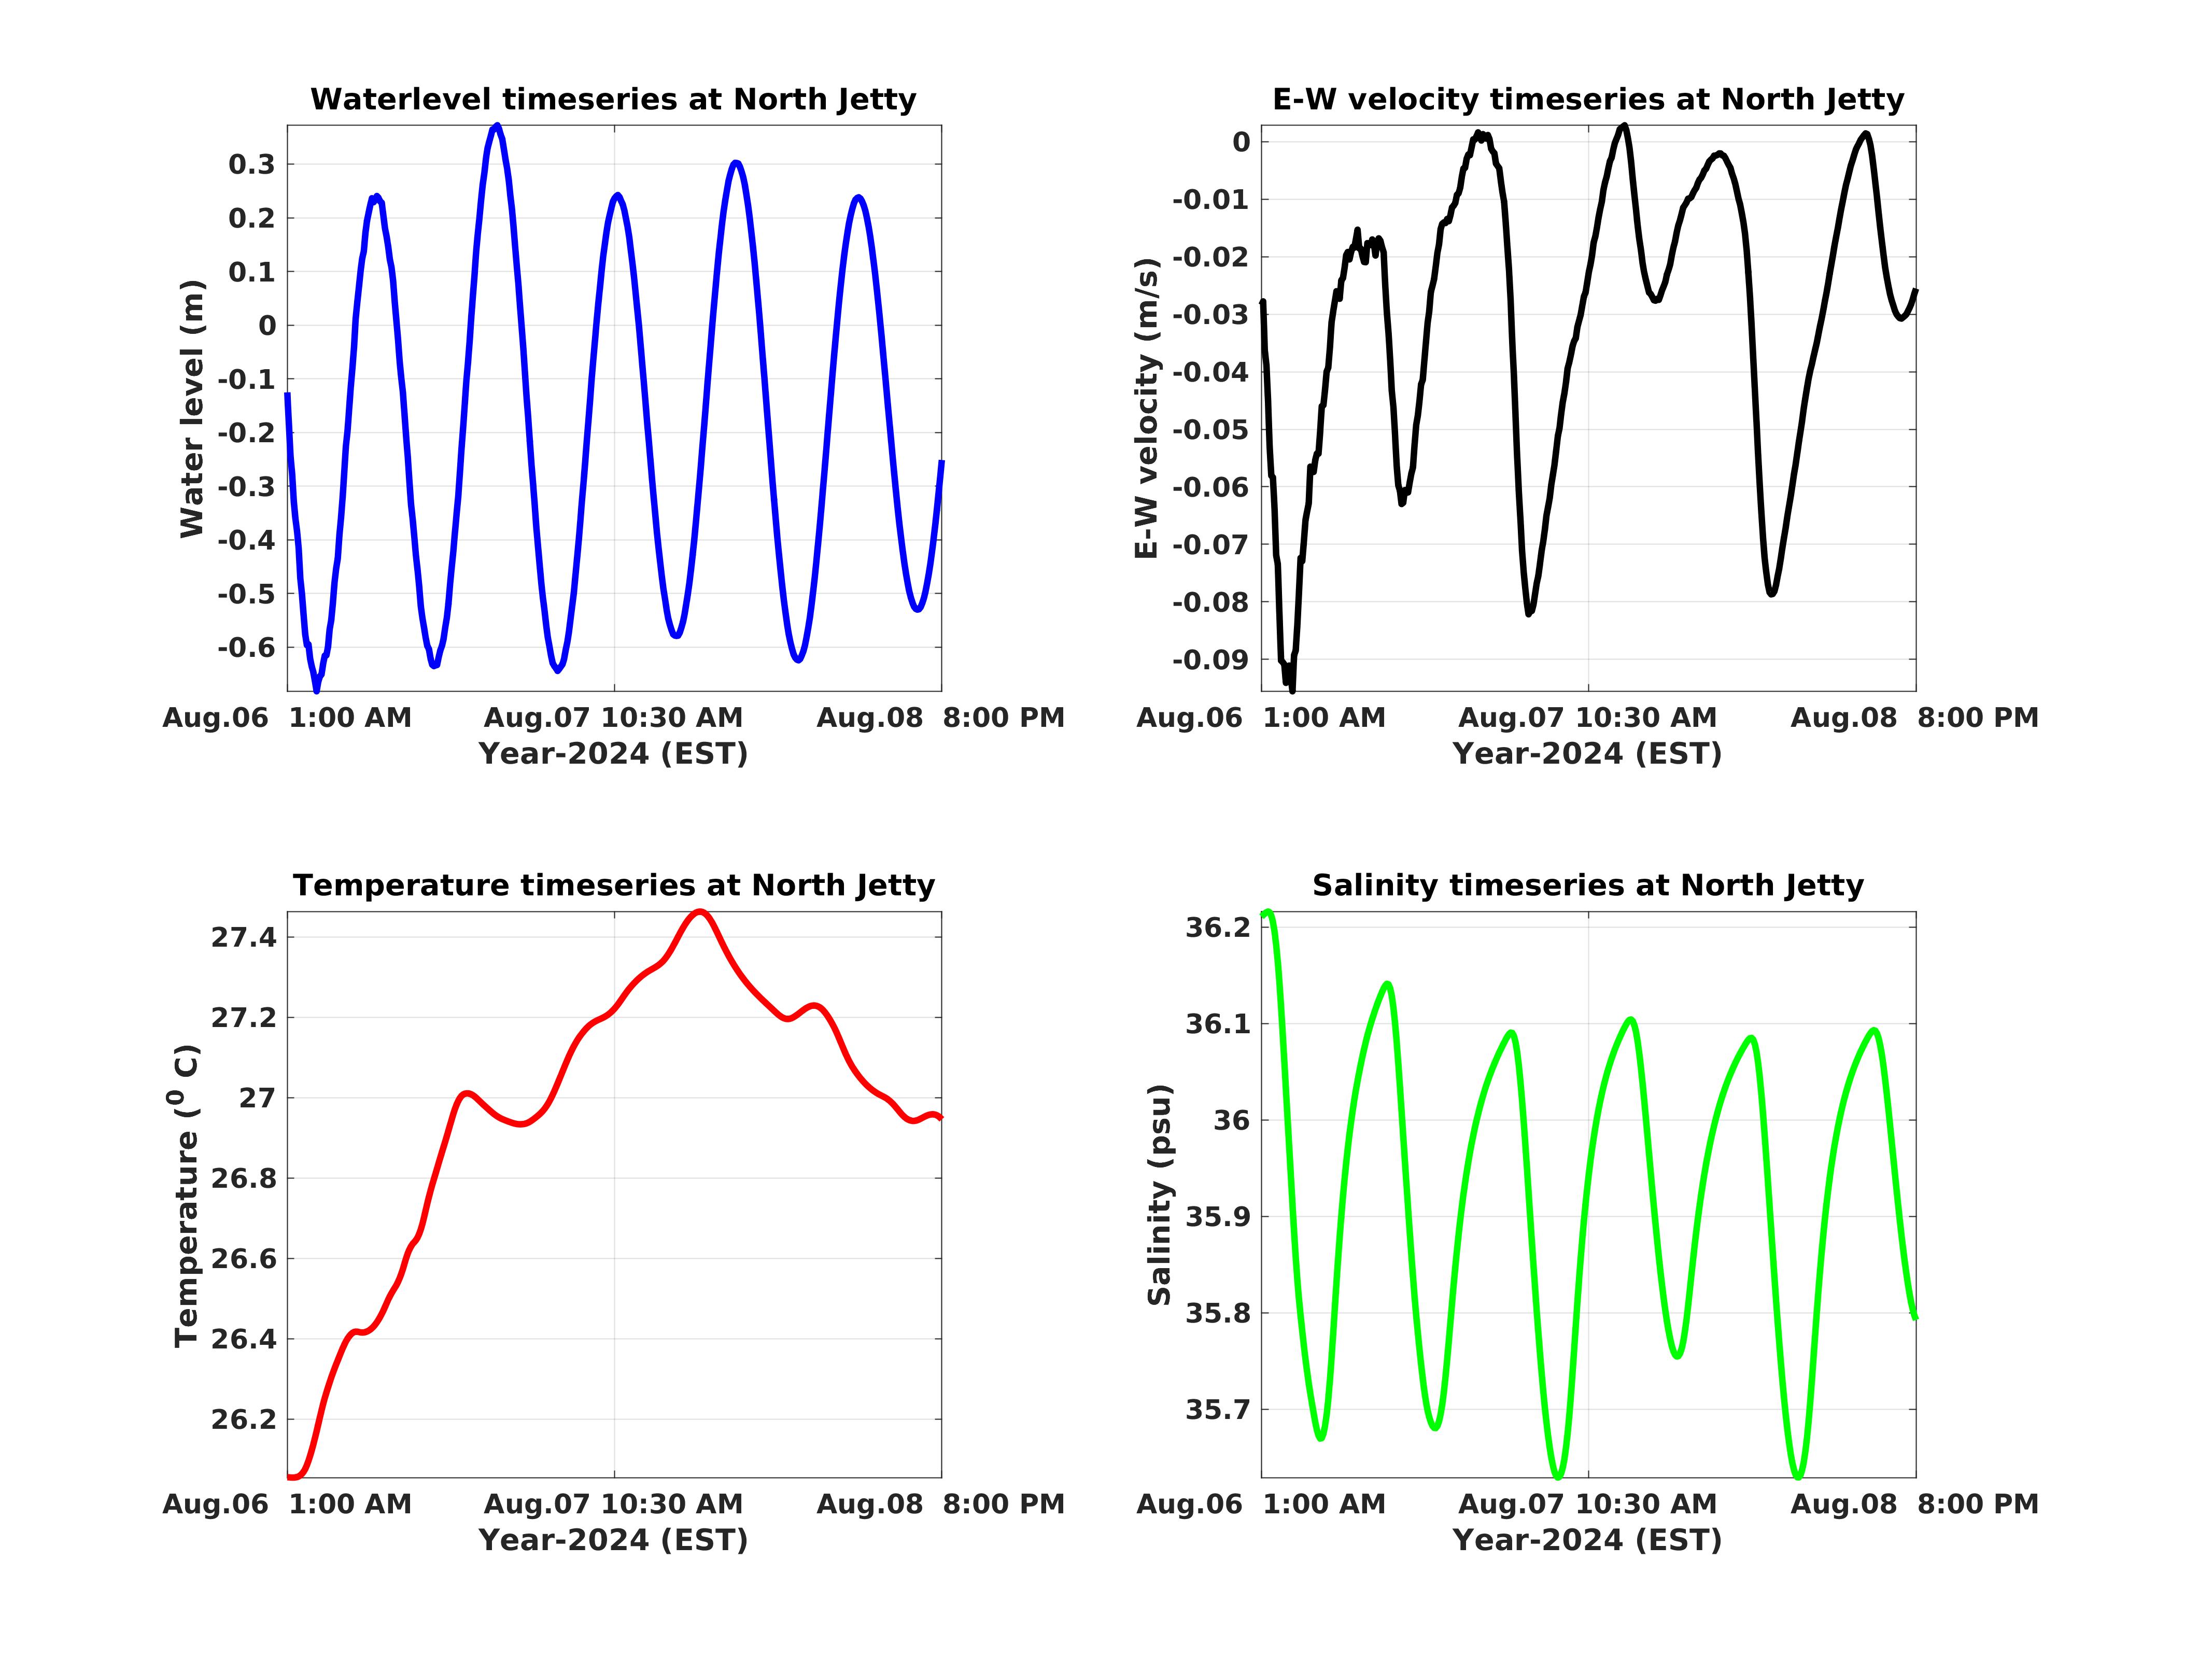 Waterlevel timeseries at North Jetty
0.3
0.2
0.1
0
-0.1
-0.2
-0.3
-0.4
-0.5
-0.6
Water level (m)
Aug.06 1:00 AM Aug.07 10:30 AM Aug.08 8:00 PM
Year-2024 (EST)
E-W velocity timeseries at North Jetty
0
-0.01
-0.02
-0.03
-0.04
-0.05
-0.06
-0.07
-0.08
-0.09
E-W velocity (m/s)
Aug.06 1:00 AM Aug.07 10:30 AM Aug.08 8:00 PM
Year-2024 (EST)
Temperature timeseries at North Jetty
27.4
27.2
27
26.8
26.6
26.4
26.2
Temperature (⁰ C)
Aug.06 1:00 AM Aug.07 10:30 AM Aug.08 8:00 PM
Year-2024 (EST)
Salinity timeseries at North Jetty
36.2
36.1
36
35.9
35.8
35.7
Salinity (psu)
Aug.06 1:00 AM Aug.07 10:30 AM Aug.08 8:00 PM
Year-2024 (EST)